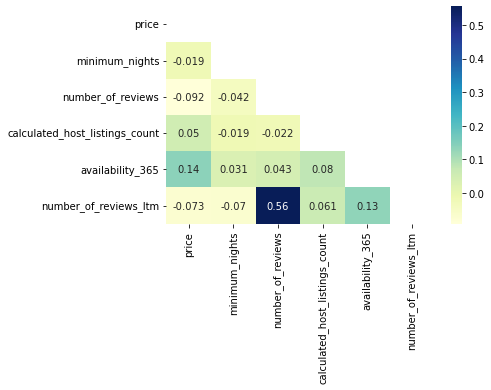 price
minimum_nights
-0.019
number_of_reviews
-0.092 -0.042
calculated_host_listings_count
0.05 -0.019 -0.022
availability_365
0.14 0.031 0.043 0.08
number_of_reviews_ltm
-0.073 -0.07 0.56 0.061 0.13
price
minimum_nights
number_of_reviews
calculated_host_listings_count
availability_365
number_of_reviews_ltm
0.5
0.4
0.3
0.2
0.1
0.0